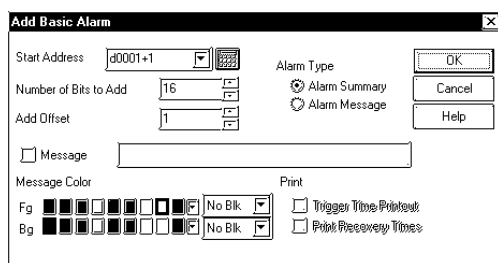 Add Basic Alarm
Start Address d0001+1
Number of Bits to Add 16
Add Offset 1
Alarm Type
Alarm Summary
Alarm Message
OK
Cancel
Help
Message
Message Color
Fg No Blk
Bg No Blk
Print
Trigger Time Printout
Print Recovery Times